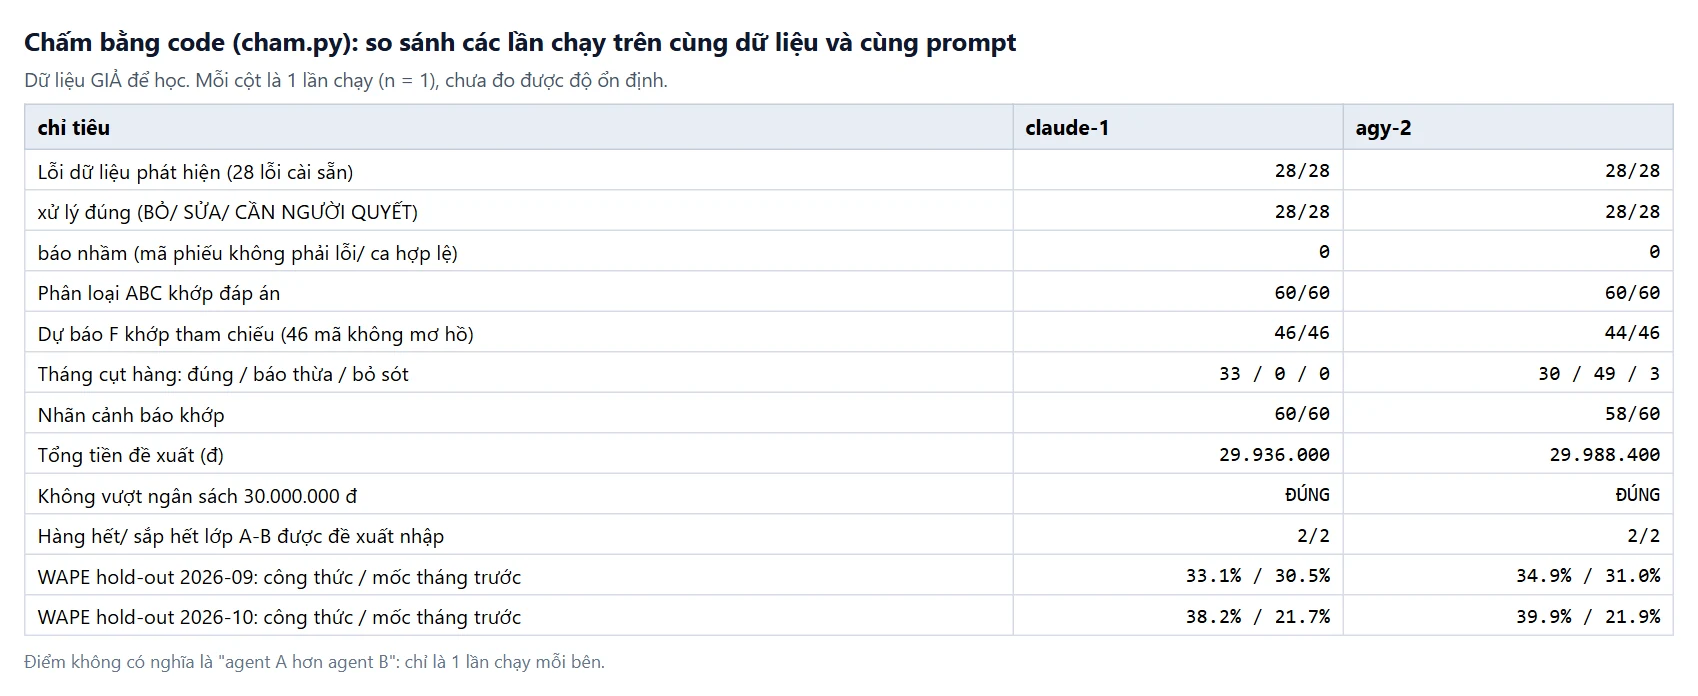 Chấm bằng code (cham.py): so sánh các lần chạy trên cùng dữ liệu và cùng prompt
Dữ liệu GIẢ để học. Mỗi cột là 1 lần chạy (n = 1), chưa đo được độ ổn định.
chỉ tiêu claude-1 agy-2
Lỗi dữ liệu phát hiện (28 lỗi cài sẵn) 28/28 28/28
xử lý đúng (BỎ/ SỬA/ CẦN NGƯỜI QUYẾT) 28/28 28/28
báo nhầm (mã phiếu không phải lỗi/ ca hợp lệ) 0 0
Phân loại ABC khớp đáp án 60/60 60/60
Dự báo F khớp tham chiếu (46 mã không mơ hồ) 46/46 44/46
Tháng cụt hàng: đúng / báo thừa / bỏ sót 33 / 0 / 0 30 / 49 / 3
Nhãn cảnh báo khớp 60/60 58/60
Tổng tiền đề xuất (đ) 29.936.000 29.988.400
Không vượt ngân sách 30.000.000 đ ĐÚNG ĐÚNG
Hàng hết/ sắp hết lớp A-B được đề xuất nhập 2/2 2/2
WAPE hold-out 2026-09: công thức / mốc tháng trước 33.1% / 30.5% 34.9% / 31.0%
WAPE hold-out 2026-10: công thức / mốc tháng trước 38.2% / 21.7% 39.9% / 21.9%
Điểm không có nghĩa là "agent A hơn agent B": chỉ là 1 lần chạy mỗi bên.